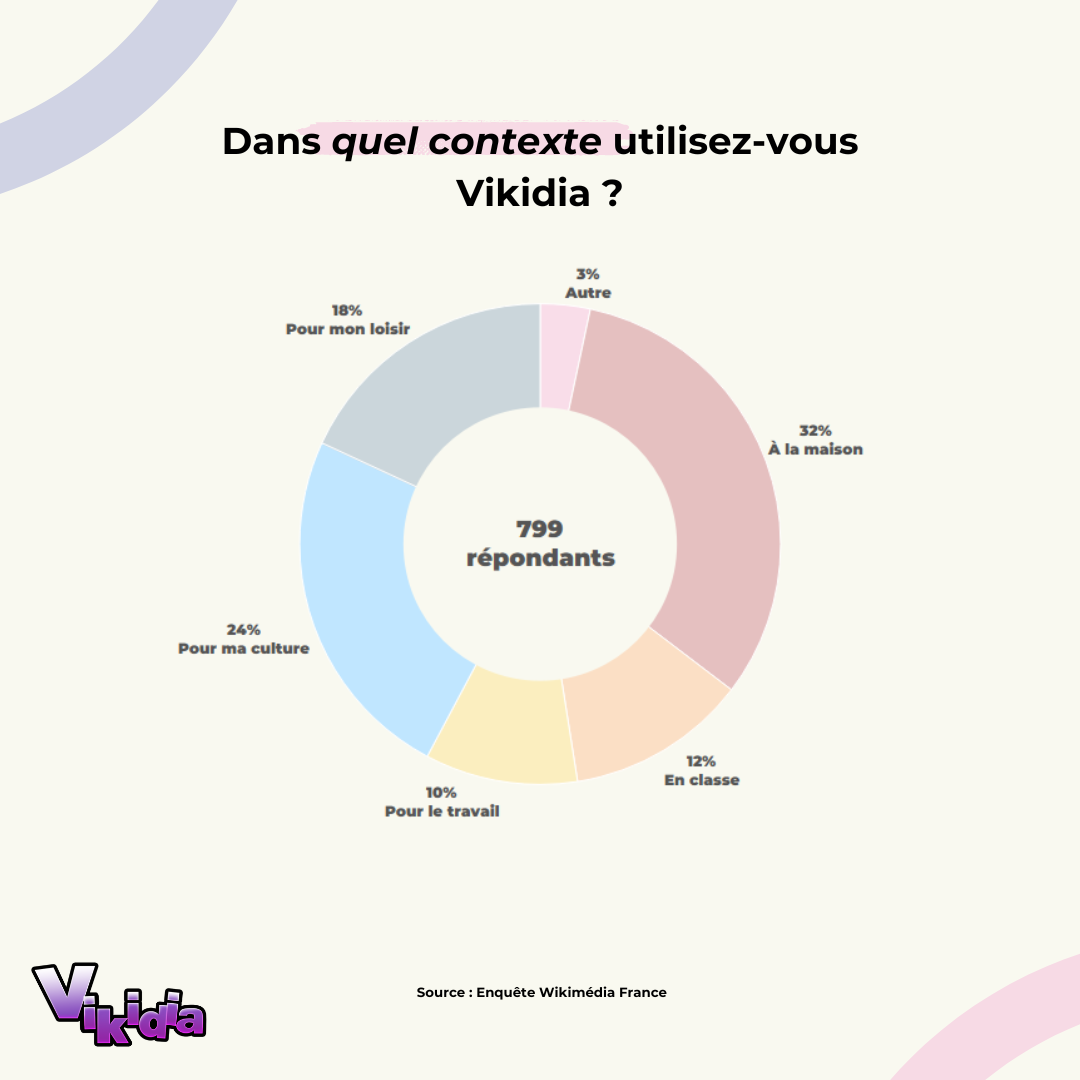 Dans quel contexte utilisez-vous
Vikidia ?
3%
Autre
18%
Pour mon loisir
32%
À la maison
799
répondants
24%
Pour ma culture
12%
En classe
10%
Pour le travail
Vikidia
Source : Enquête Wikimédia France